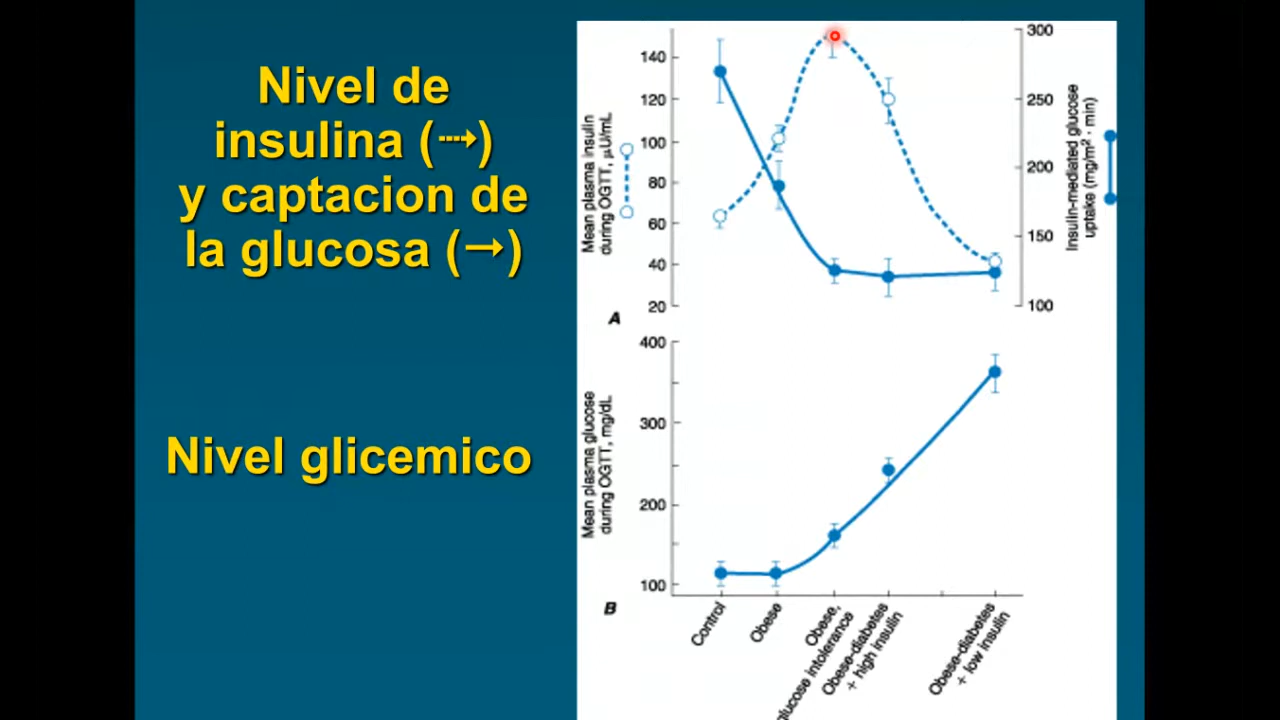 Nivel de
insulina (⤍)
y captacion de
la glucosa (→)
Nivel glicemico
Mean plasma insulin
during OGTT, µU/mL
140
120
100
80
60
40
20
300
250
200
150
100
Insulin-mediated glucose
uptake (mg/m² · min)
A
Mean plasma glucose
during OGTT, mg/dL
400
300
200
100
B
Control
Obese
Obese,
glucose intolerance
Obese-diabetes
+ high insulin
Obese-diabetes
+ low insulin